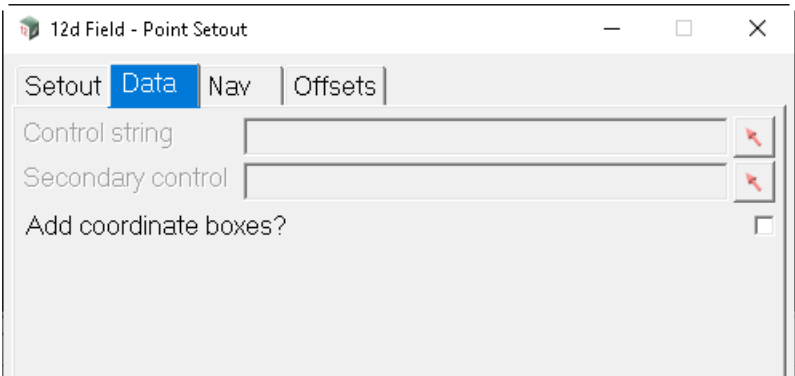 12d Field - Point Setout
Setout Data Nav Offsets
Control string
Secondary control
Add coordinate boxes?